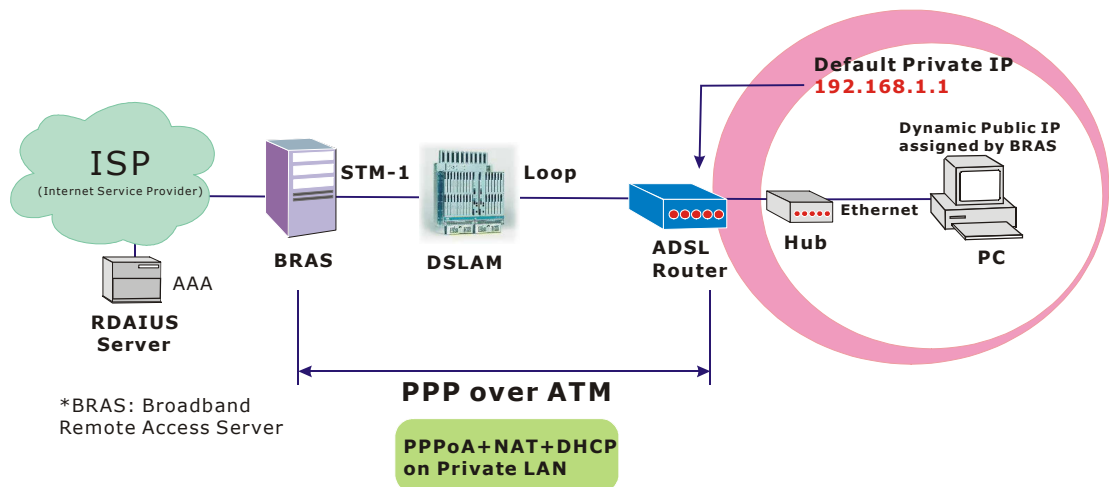 Default Private IP
192.168.1.1
Dynamic Public IP
assigned by BRAS
ISP
(Internet Service Provider)
STM-1
Loop
Ethernet
BRAS
DSLAM
ADSL
Router
Hub
PC
AAA
RDAIUS
Server
PPP over ATM
*BRAS: Broadband
Remote Access Server
PPPoA+NAT+DHCP
on Private LAN